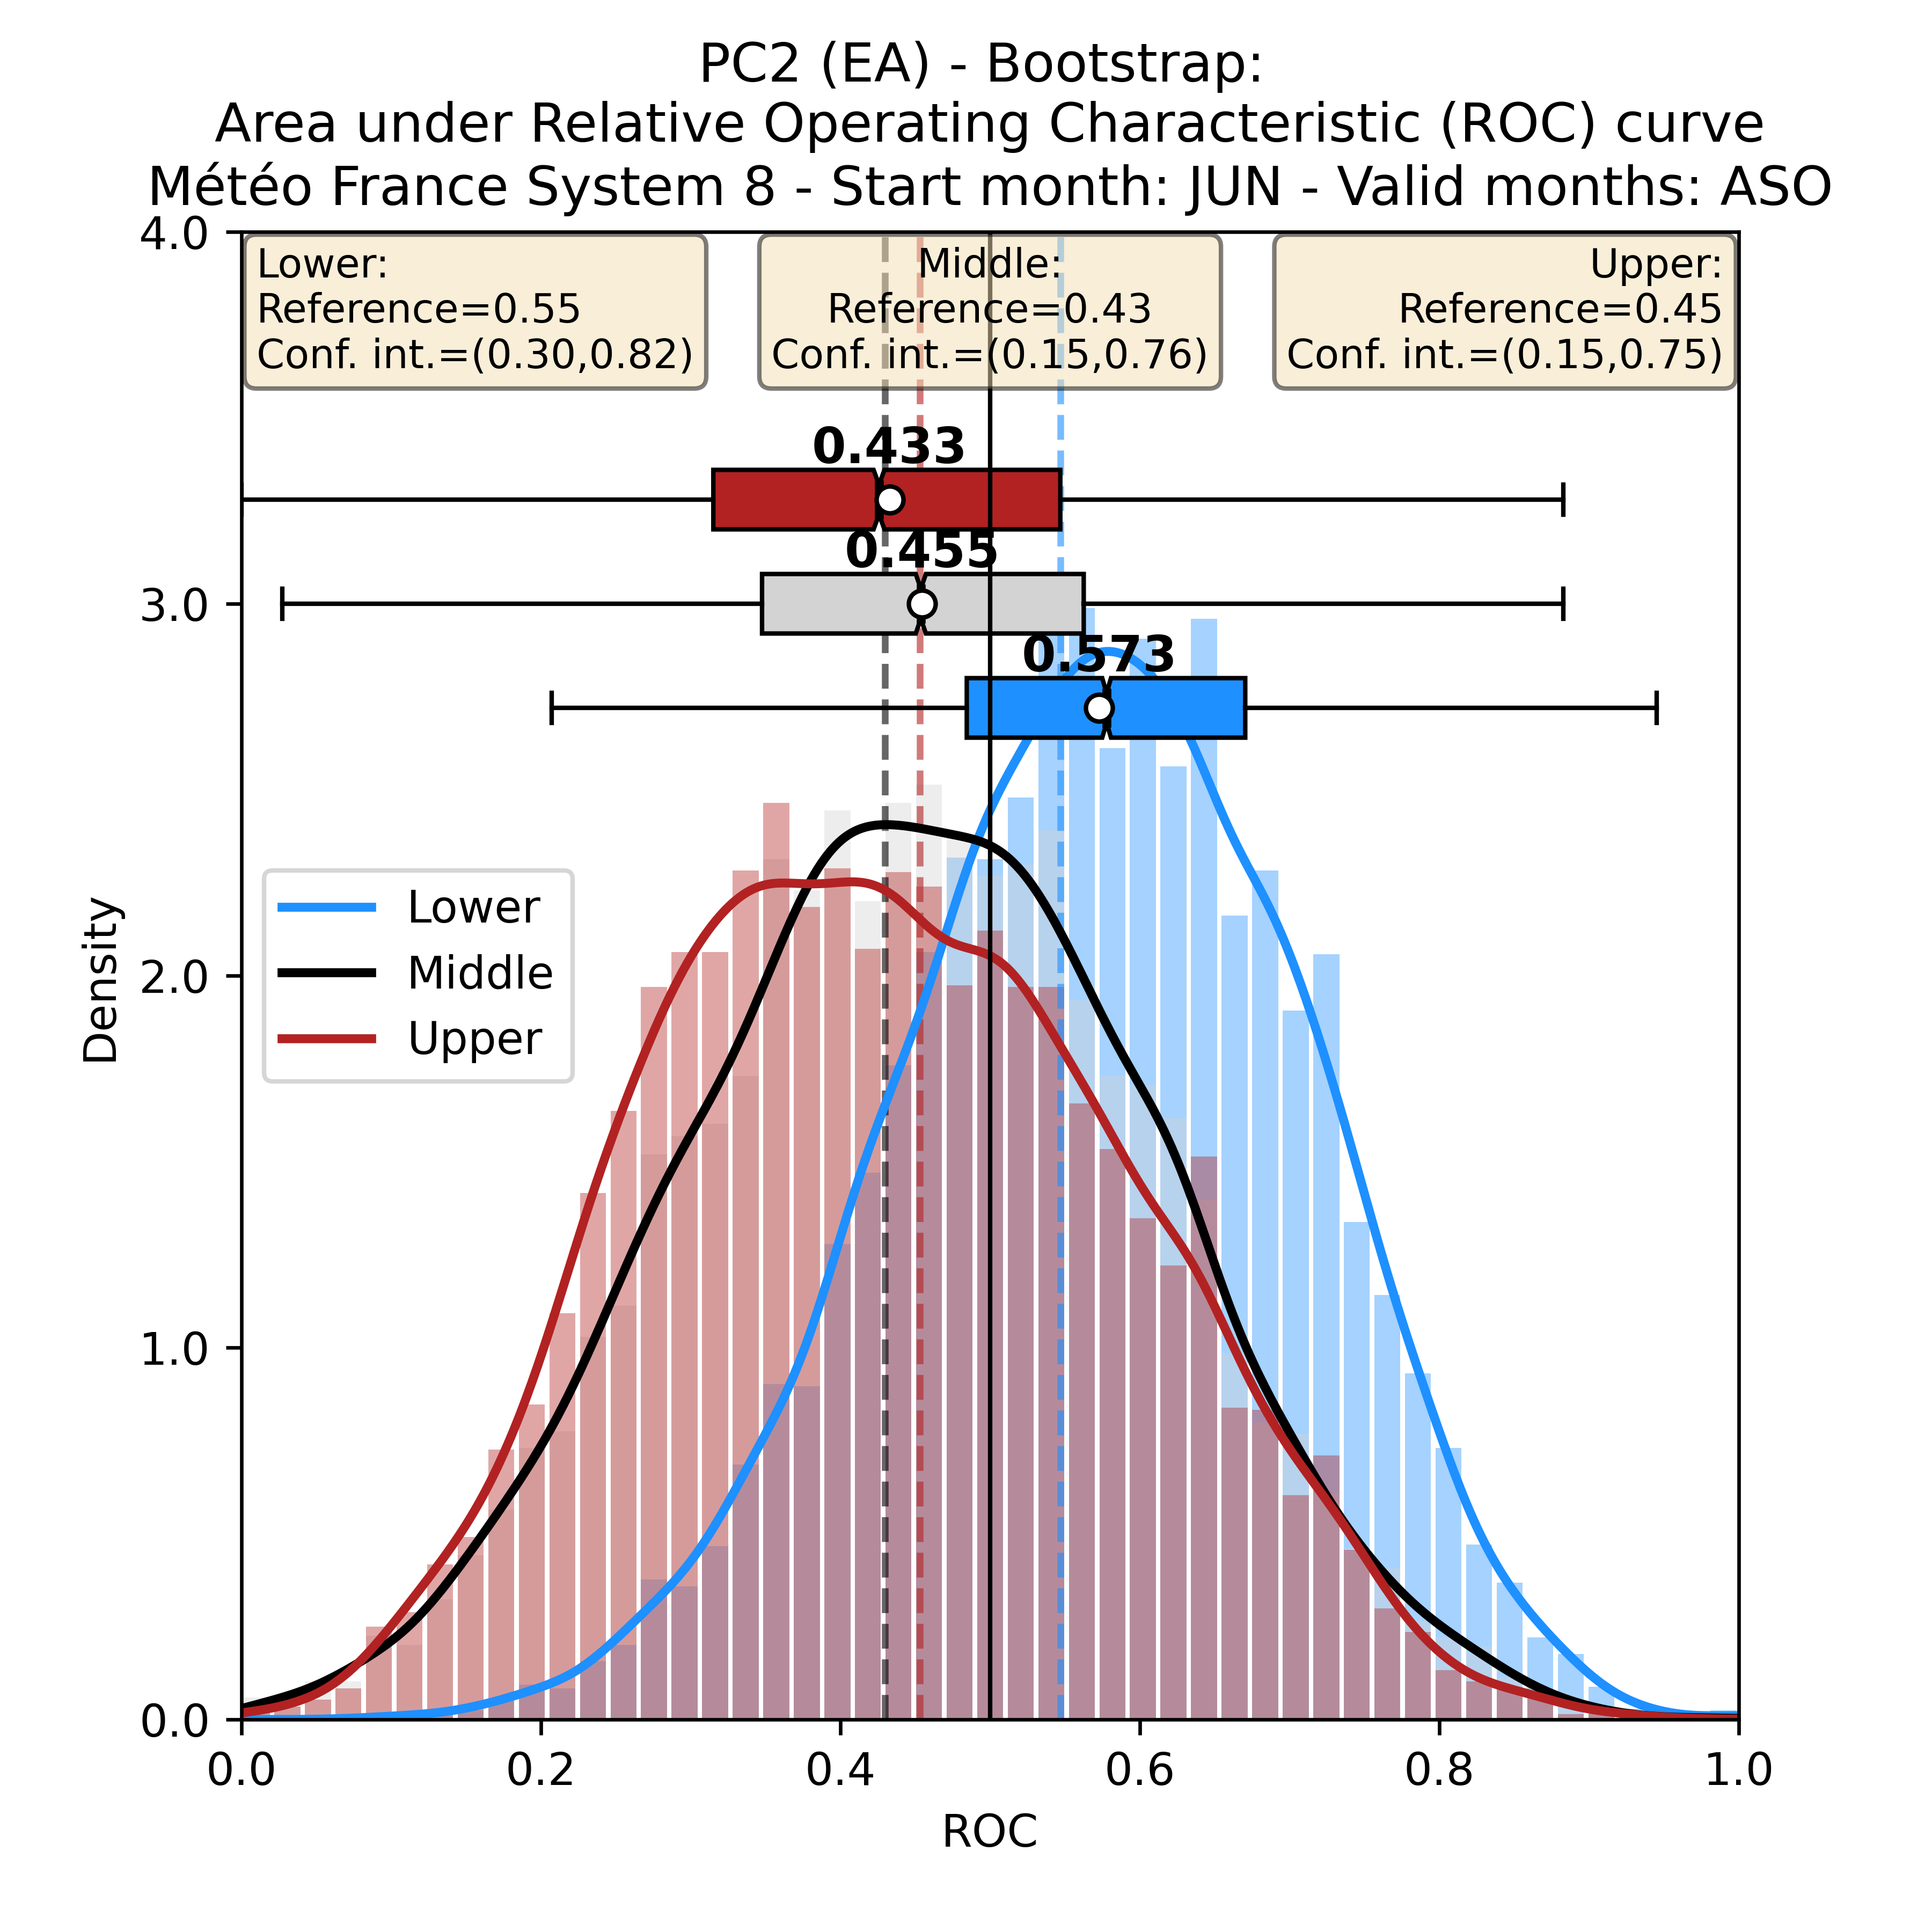 PC2 (EA) - Bootstrap:
Area under Relative Operating Characteristic (ROC) curve
Météo France System 8 - Start month: JUN - Valid months: ASO
4.0
Lower:
Reference=0.55
Conf. int.=(0.30,0.82)
Middle:
Reference=0.43
Conf. int.=(0.15,0.76)
Upper:
Reference=0.45
Conf. int.=(0.15,0.75)
0.433
0.455
3.0
0.573
Lower
Middle
Upper
Density
2.0
1.0
0.0
0.0
0.2
0.4
0.6
0.8
1.0
ROC